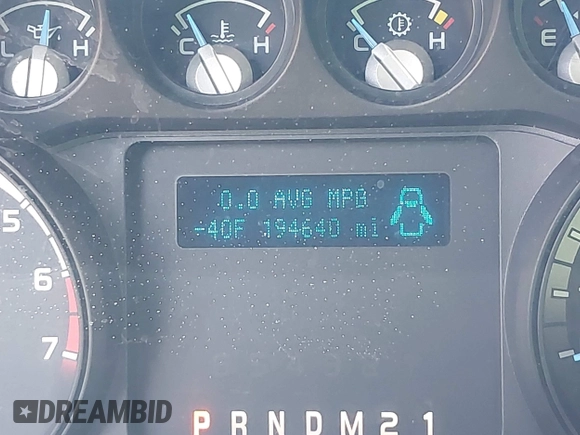 L H
C H
C H
E
0.0 AVG MPG
-40F 194640 mi
5
6
7
P R N D M 2 1
DREAMBID